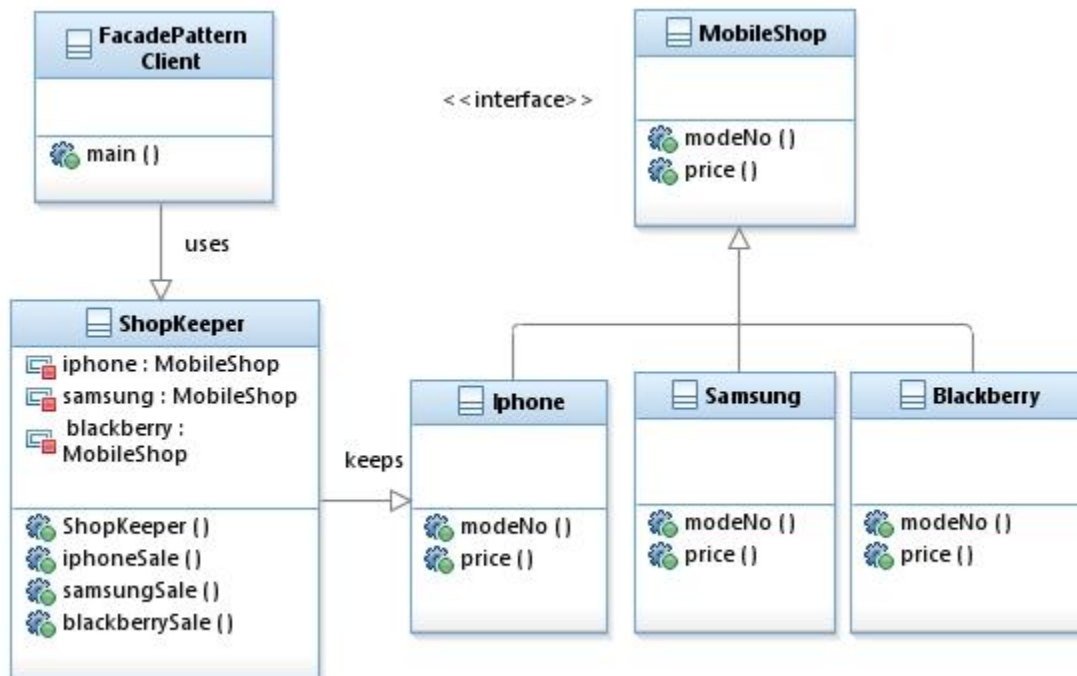 FacadePattern
Client
main ()
uses
<<interface>>
MobileShop
modeNo ()
price ()
ShopKeeper
iphone : MobileShop
samsung : MobileShop
blackberry :
MobileShop
ShopKeeper ()
iphoneSale ()
samsungSale ()
blackberrySale ()
keeps
Iphone
modeNo ()
price ()
Samsung
modeNo ()
price ()
Blackberry
modeNo ()
price ()